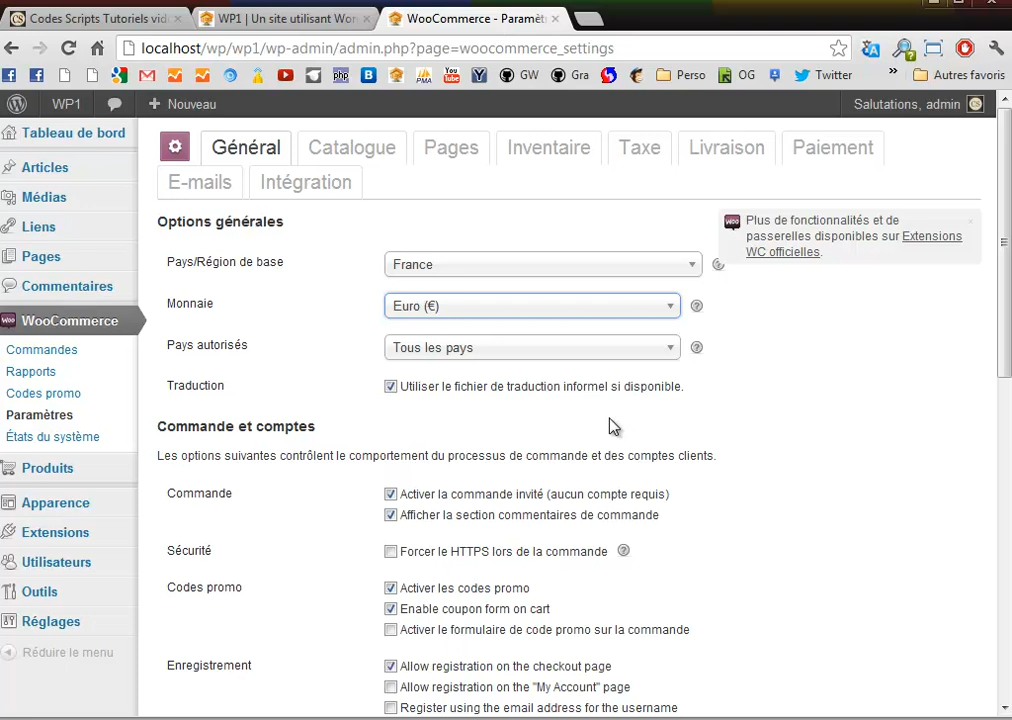 Codes Scripts Tutoriels vid
WP1 | Un site utilisant Wor
WooCommerce - Paramèt
localhost/wp/wp1/wp-admin/admin.php?page=woocommerce_settings
GW
Gra
Perso
OG
Twitter
»
Autres favoris
WP1
Nouveau
Salutations, admin
Tableau de bord
Articles
Médias
Liens
Pages
Commentaires
WooCommerce
Commandes
Rapports
Codes promo
Paramètres
États du système
Produits
Apparence
Extensions
Utilisateurs
Outils
Réglages
Réduire le menu
Général
Catalogue
Pages
Inventaire
Taxe
Livraison
Paiement
E-mails
Intégration
Plus de fonctionnalités et de
passerelles disponibles sur Extensions
WC officielles.
Options générales
Pays/Région de base
France
Monnaie
Euro (€)
Pays autorisés
Tous les pays
Traduction
Utiliser le fichier de traduction informel si disponible.
Commande et comptes
Les options suivantes contrôlent le comportement du processus de commande et des comptes clients.
Commande
Activer la commande invité (aucun compte requis)
Afficher la section commentaires de commande
Sécurité
Forcer le HTTPS lors de la commande
Codes promo
Activer les codes promo
Enable coupon form on cart
Activer le formulaire de code promo sur la commande
Enregistrement
Allow registration on the checkout page
Allow registration on the "My Account" page
Register using the email address for the username